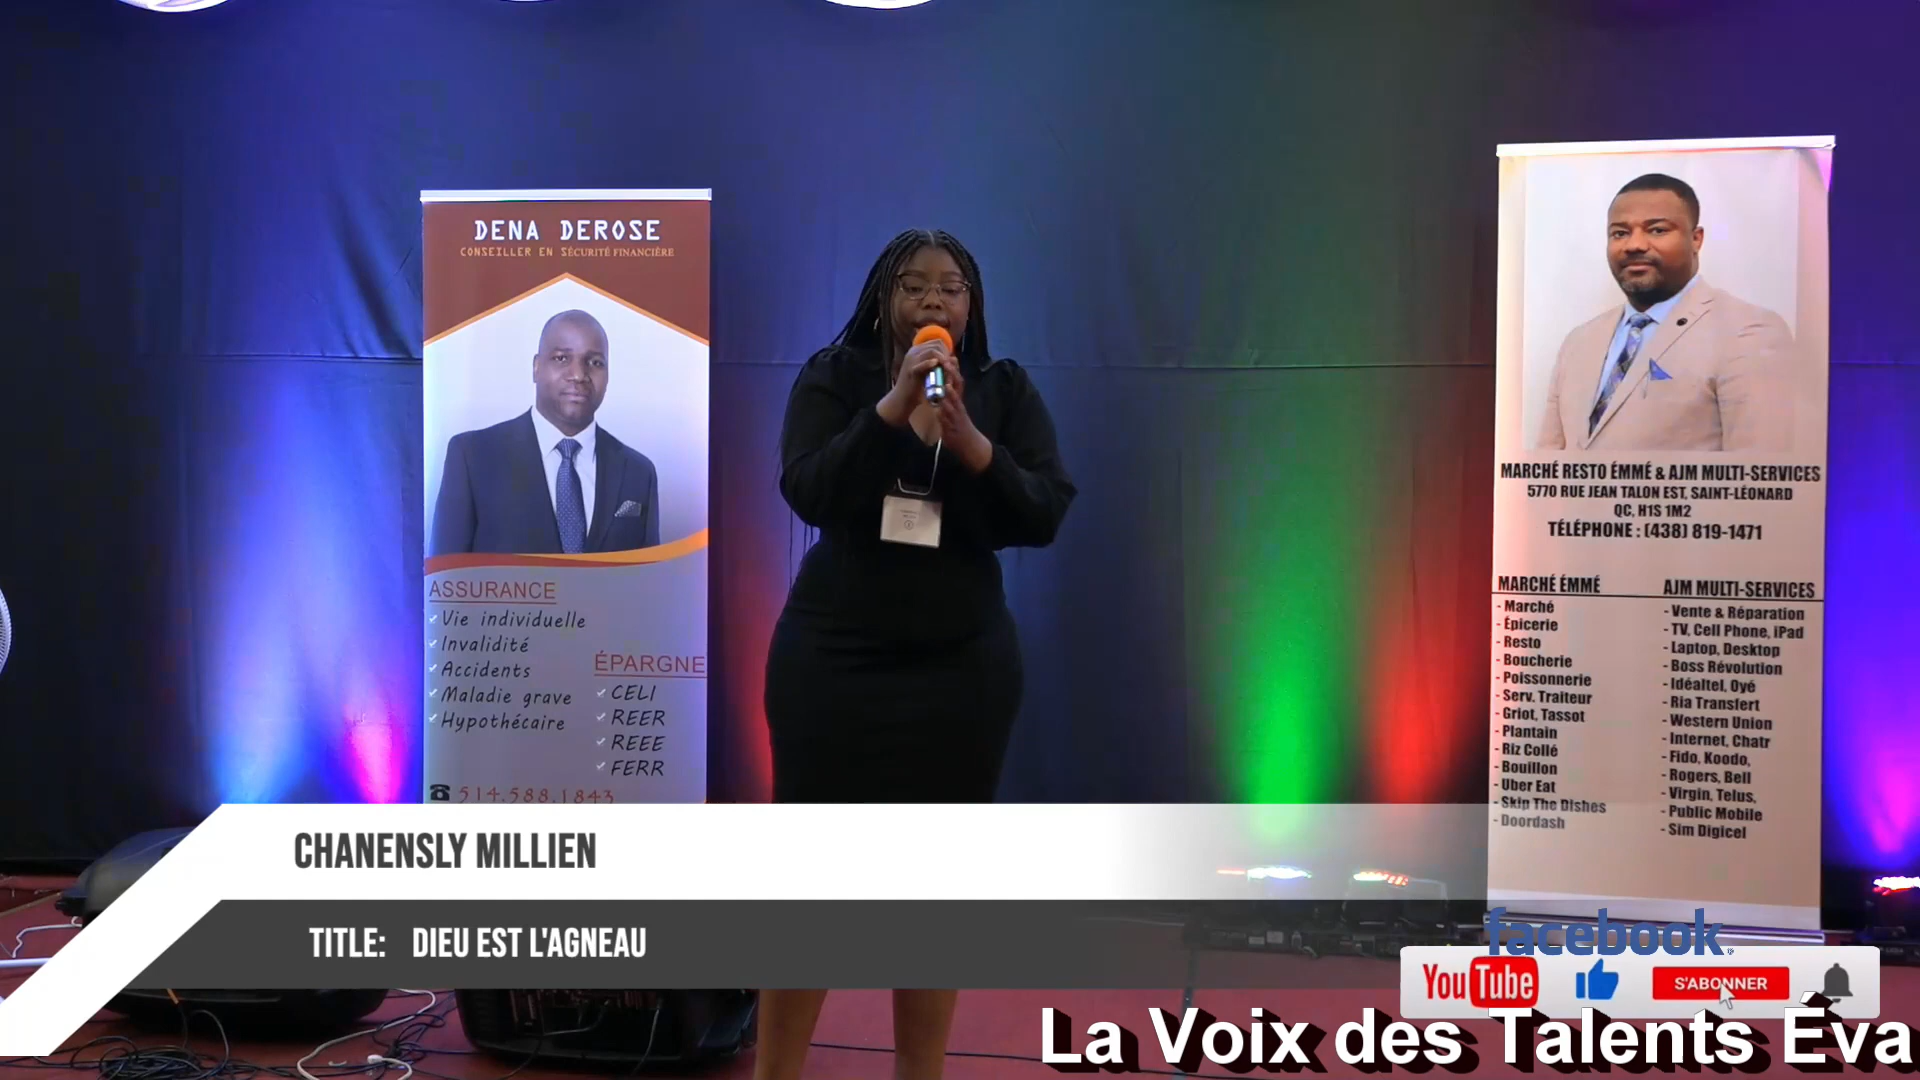 DENA DEROSE
CONSEILLER EN SÉCURITÉ FINANCIÈRE
ASSURANCE
Vie individuelle
Invalidité
Accidents
Maladie grave
Hypothécaire
ÉPARGNE
CELI
REER
REEE
FERR
514.588.1843
MARCHÉ RESTO ÉMMÉ & AJM MULTI-SERVICES
5770 RUE JEAN TALON EST, SAINT-LÉONARD
QC, H1S 1M2
TÉLÉPHONE : (438) 819-1471
MARCHÉ ÉMMÉ
- Marché
- Épicerie
- Resto
- Boucherie
- Poissonnerie
- Serv. Traiteur
- Griot, Tassot
- Plantain
- Riz Collé
- Bouillon
- Uber Eat
- Skip The Dishes
- Doordash
AJM MULTI-SERVICES
- Vente & Réparation
- TV, Cell Phone, iPad
- Laptop, Desktop
- Boss Révolution
- Idéaltel, Oyé
- Ria Transfert
- Western Union
- Internet, Chatr
- Fido, Koodo,
- Rogers, Bell
- Virgin, Telus,
- Public Mobile
- Sim Digicel
CHANENSLY MILLIEN
TITLE: DIEU EST L'AGNEAU
facebook
YouTube
S'ABONNER
La Voix des Talents Éva